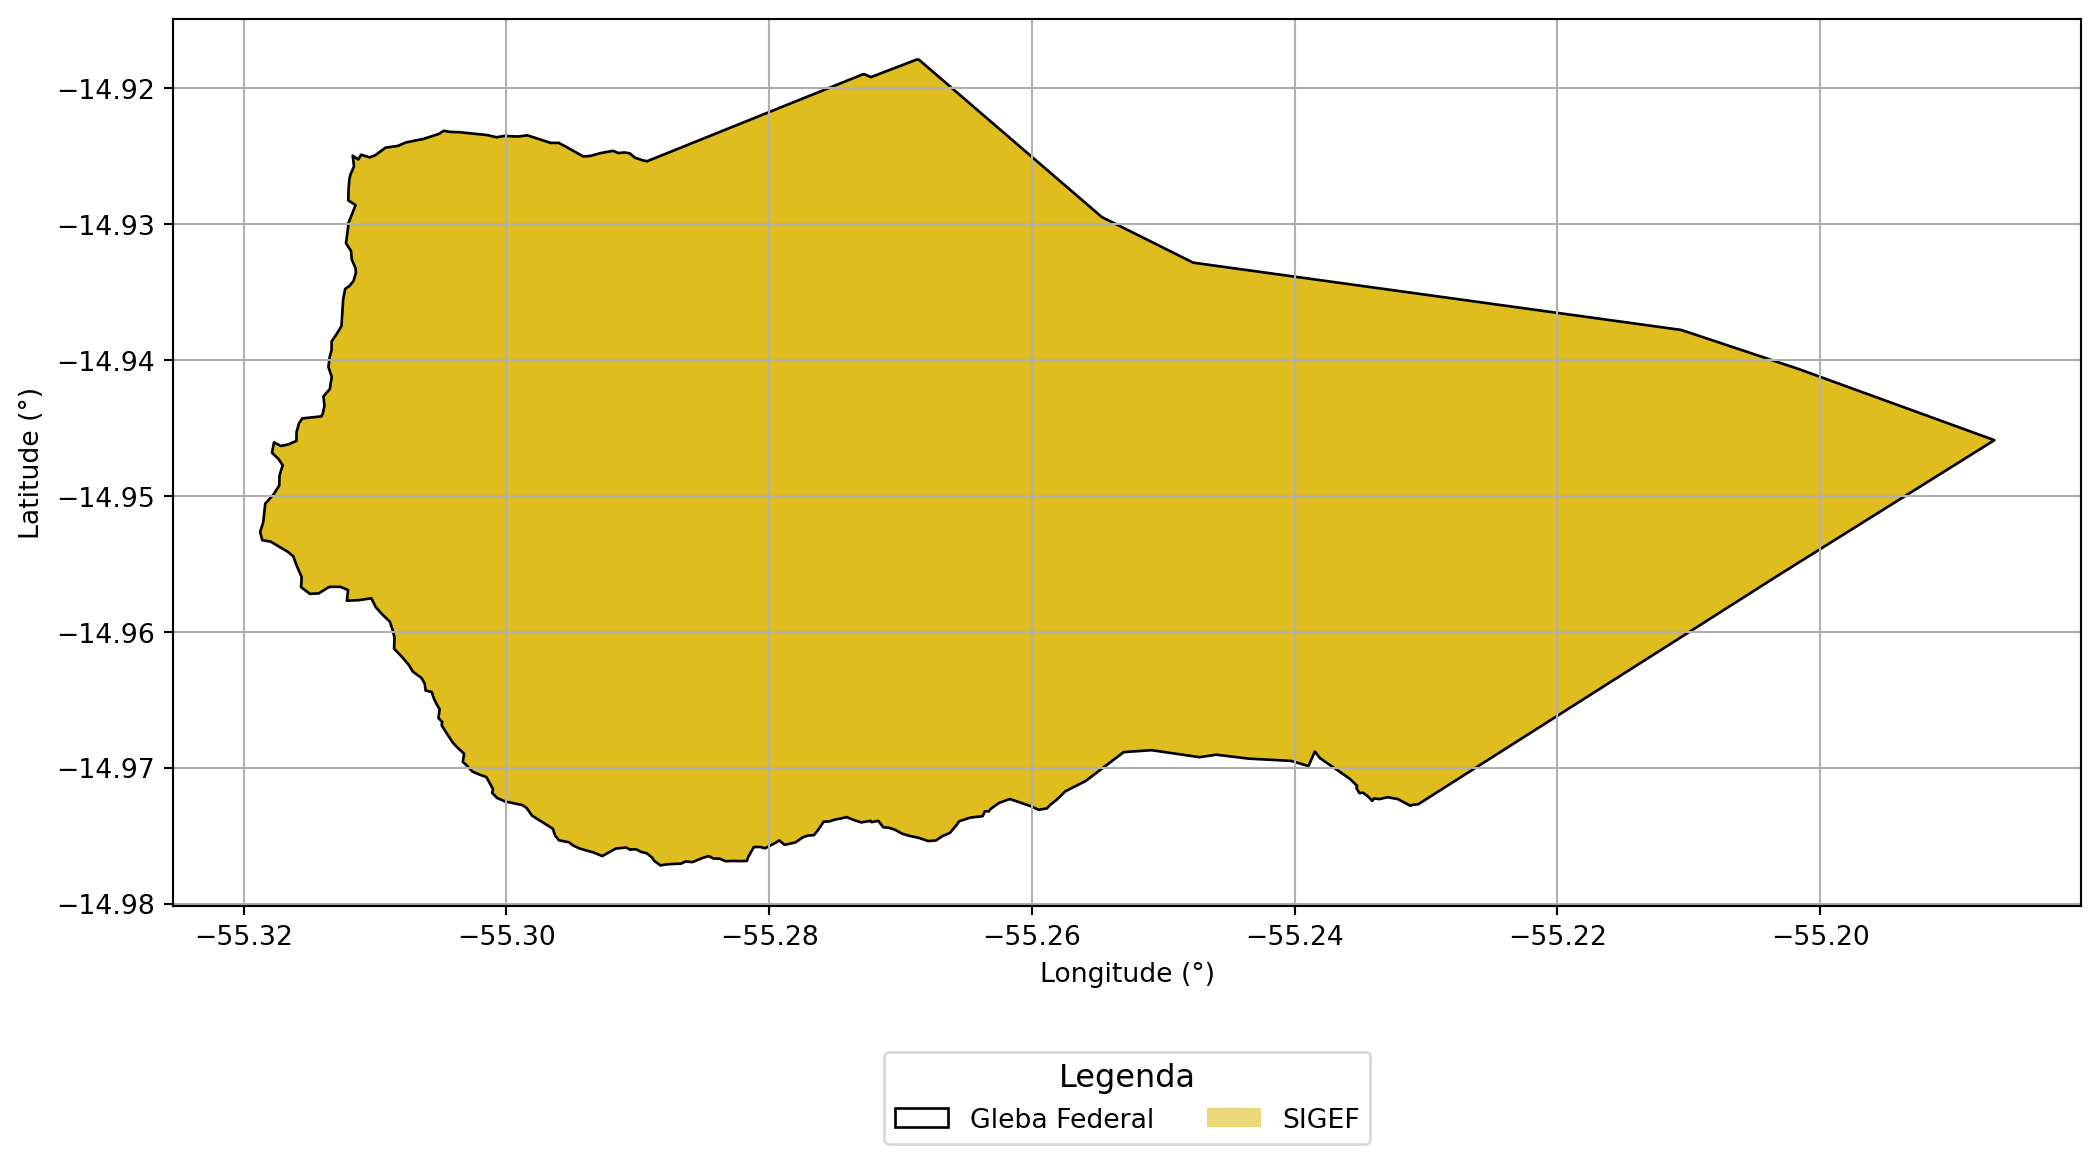 −14.92
−14.93
−14.94
−14.95
−14.96
−14.97
−14.98
Latitude (°)
−55.32 −55.30 −55.28 −55.26 −55.24 −55.22 −55.20
Longitude (°)
Legenda
Gleba Federal SIGEF